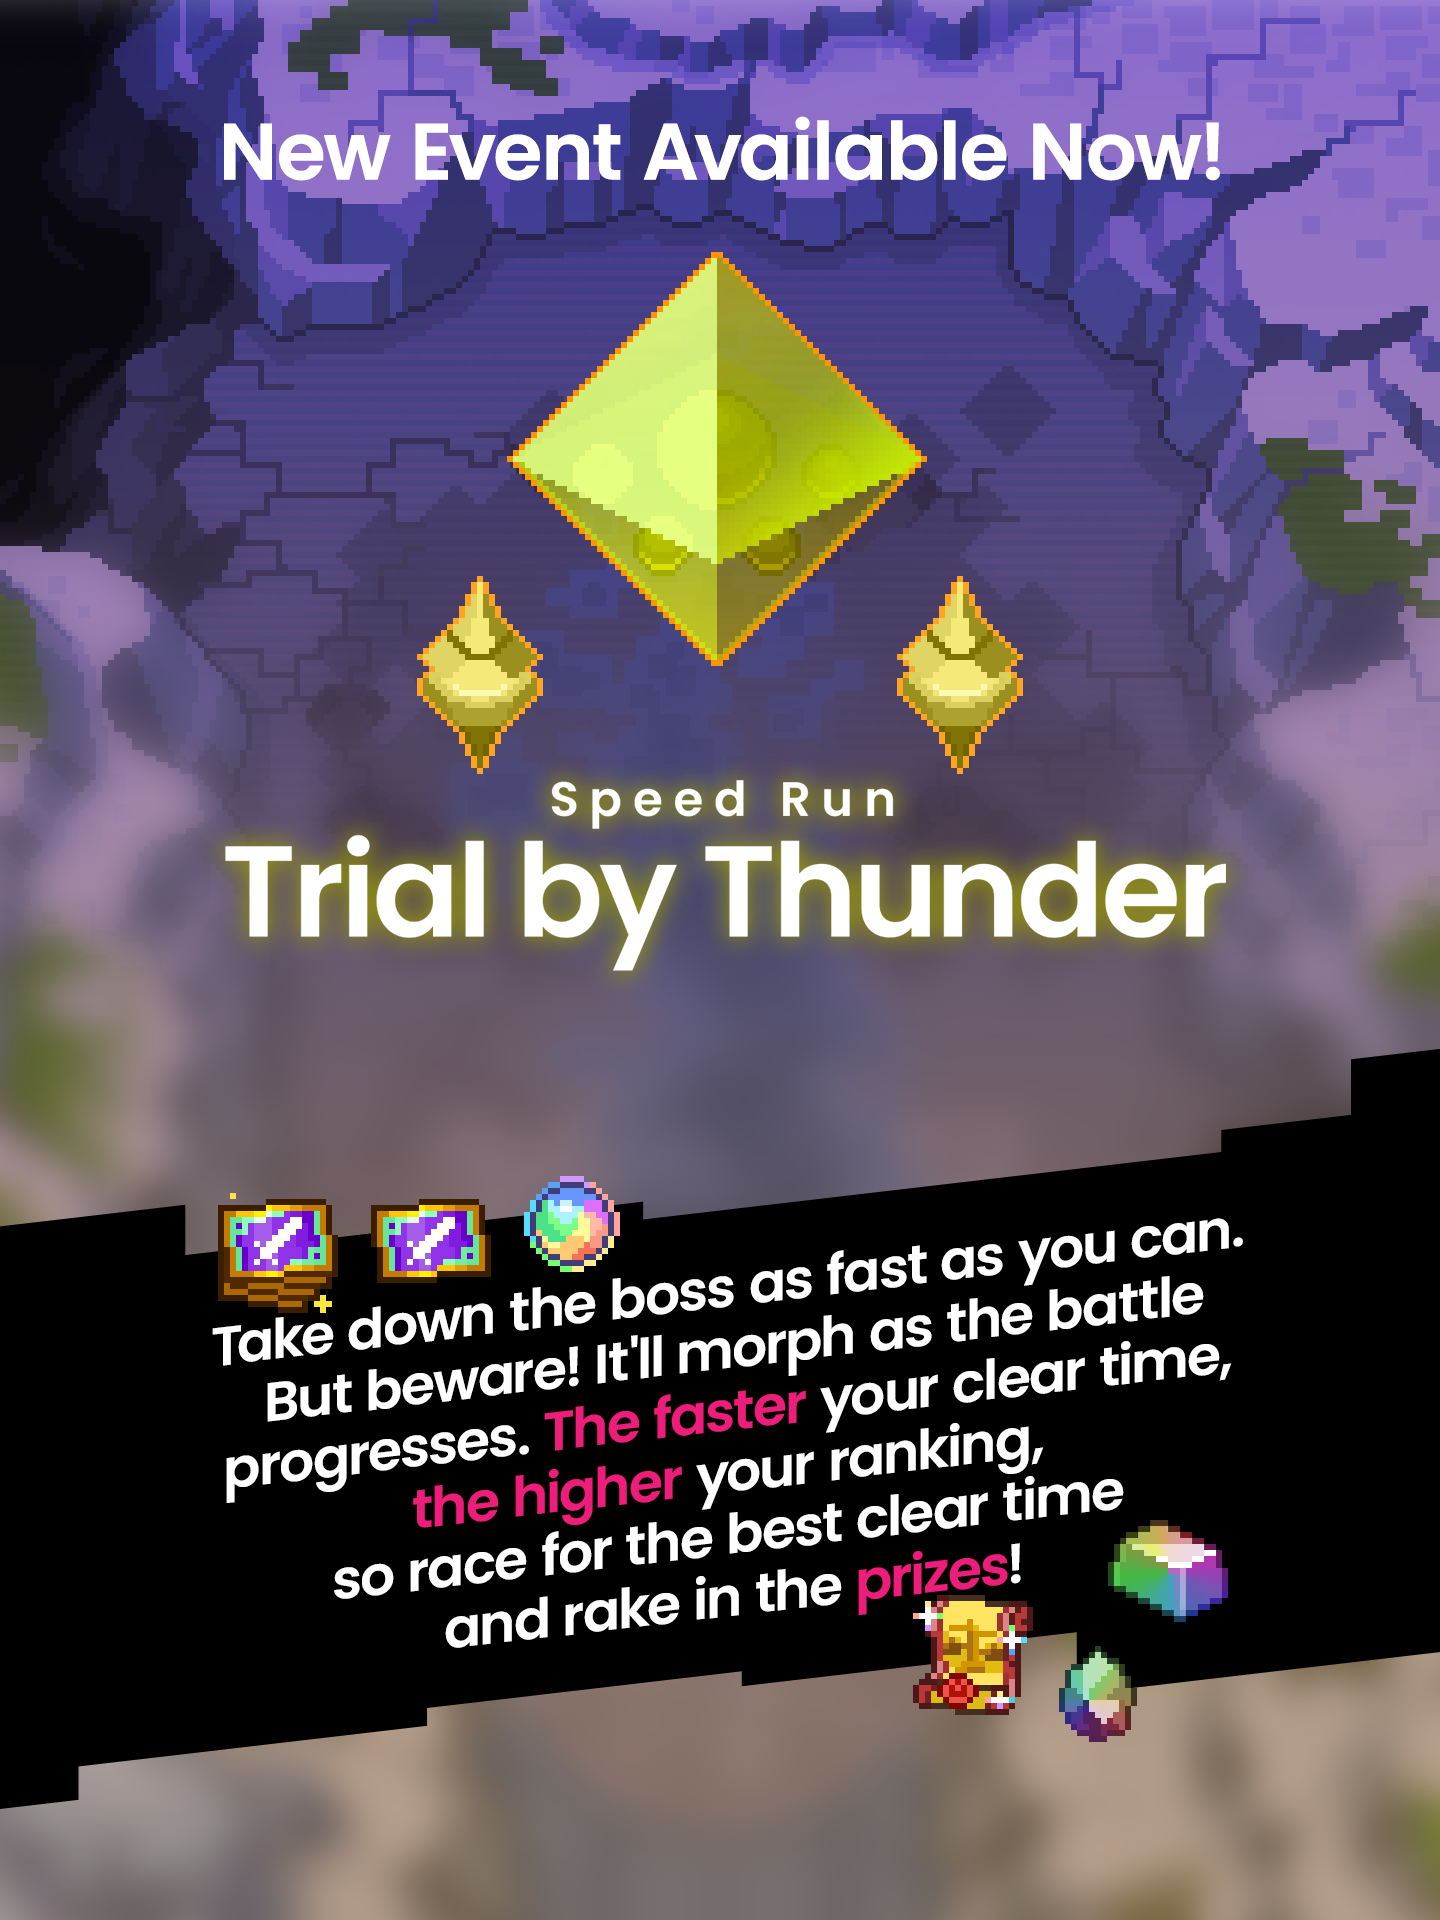 New Event Available Now!
Speed Run
Trial by Thunder
Take down the boss as fast as you can.
But beware! It'll morph as the battle
progresses. The faster your clear time,
the higher your ranking,
so race for the best clear time
and rake in the prizes!